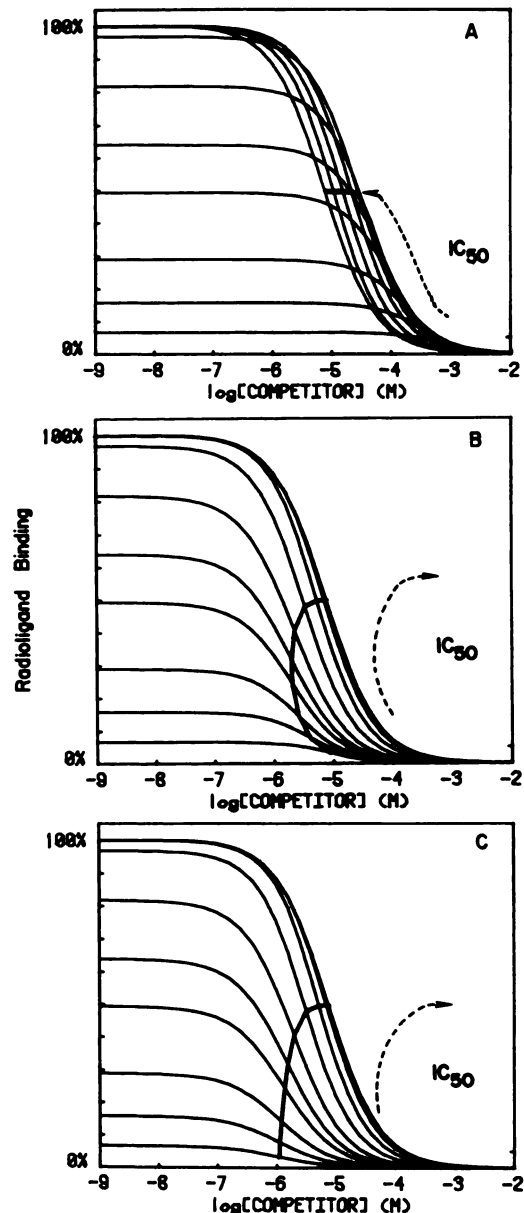 A
100%
0%
IC50
-9 -8 -7 -6 -5 -4 -3 -2
log[COMPETITOR] (M)
B
100%
0%
IC50
-9 -8 -7 -6 -5 -4 -3 -2
log[COMPETITOR] (M)
Radioligand Binding
C
100%
0%
IC50
-9 -8 -7 -6 -5 -4 -3 -2
log[COMPETITOR] (M)